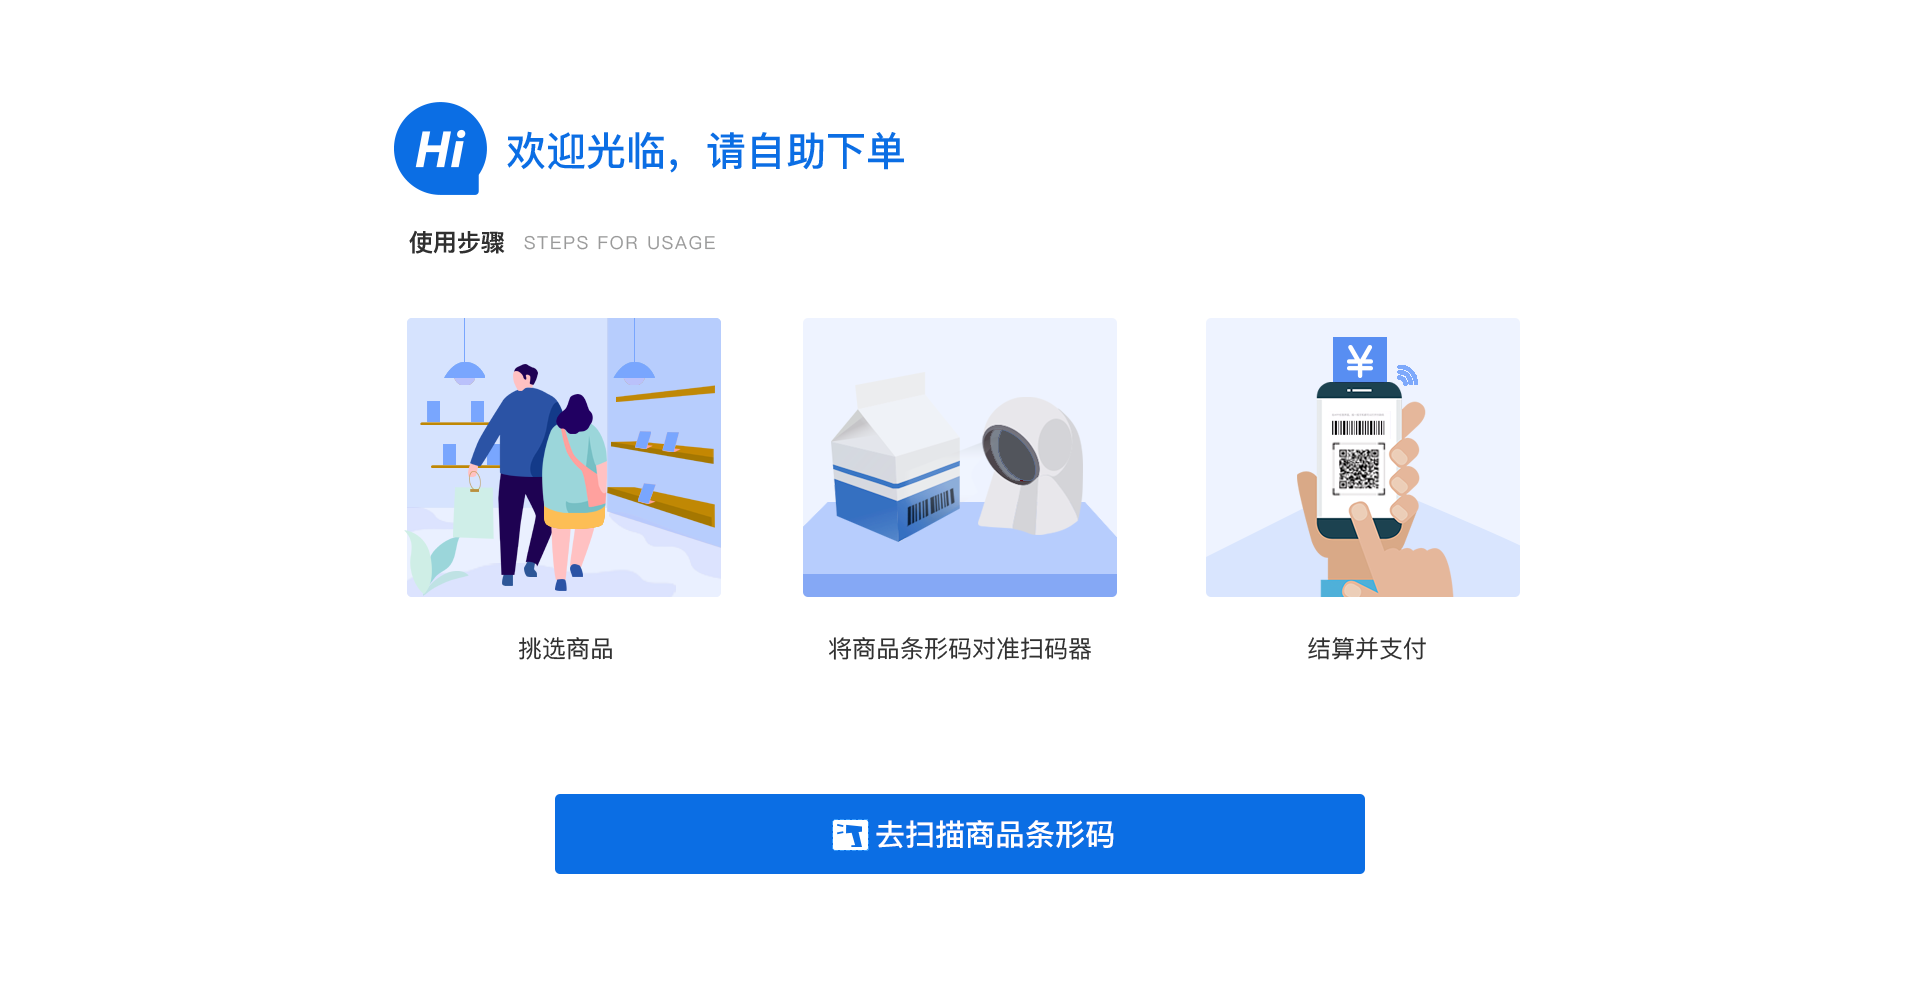 Hi 欢迎光临，请自助下单
使用步骤 STEPS FOR USAGE
¥
挑选商品
将商品条形码对准扫码器
结算并支付
去扫描商品条形码